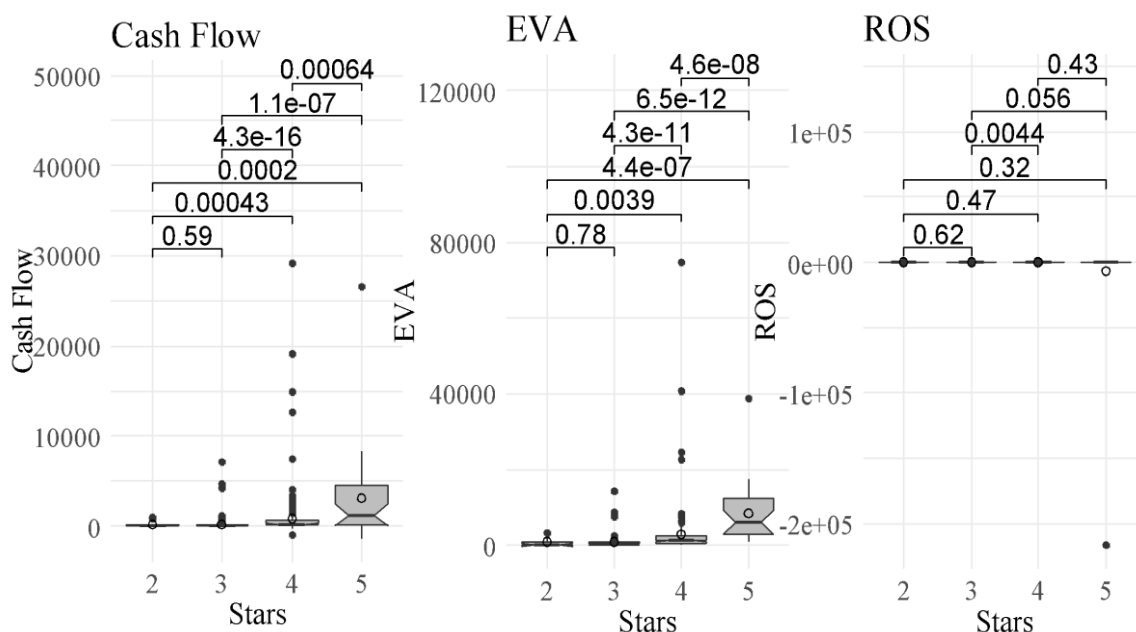 Cash Flow
50000
40000
30000
20000
10000
0
Cash Flow
0.00064
1.1e-07
4.3e-16
0.0002
0.00043
0.59
2 3 4 5
Stars
EVA
120000
80000
40000
0
EVA
4.6e-08
6.5e-12
4.3e-11
4.4e-07
0.0039
0.78
2 3 4 5
Stars
ROS
1e+05
0e+00
-1e+05
-2e+05
ROS
0.43
0.056
0.0044
0.32
0.47
0.62
2 3 4 5
Stars